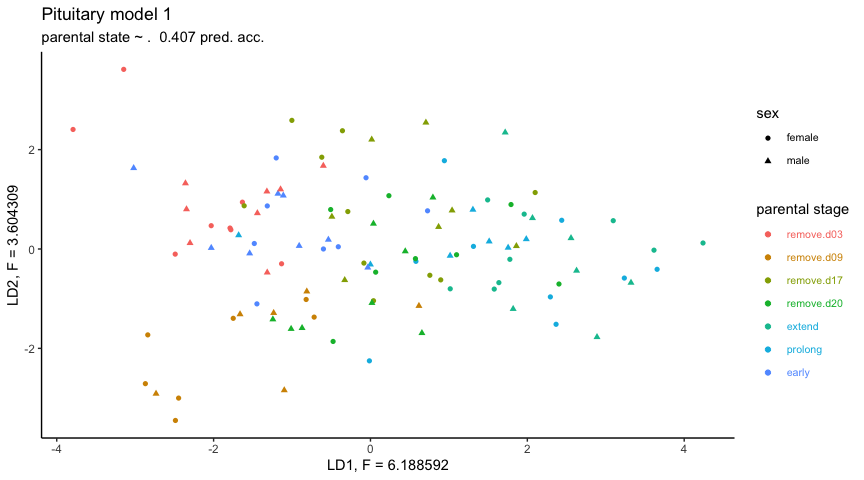 Pituitary model 1
parental state ~ .  0.407 pred. acc.
LD2, F = 3.604309
2
0
-2
-4
-2
0
2
4
LD1, F = 6.188592
sex
female
male
parental stage
remove.d03
remove.d09
remove.d17
remove.d20
extend
prolong
early